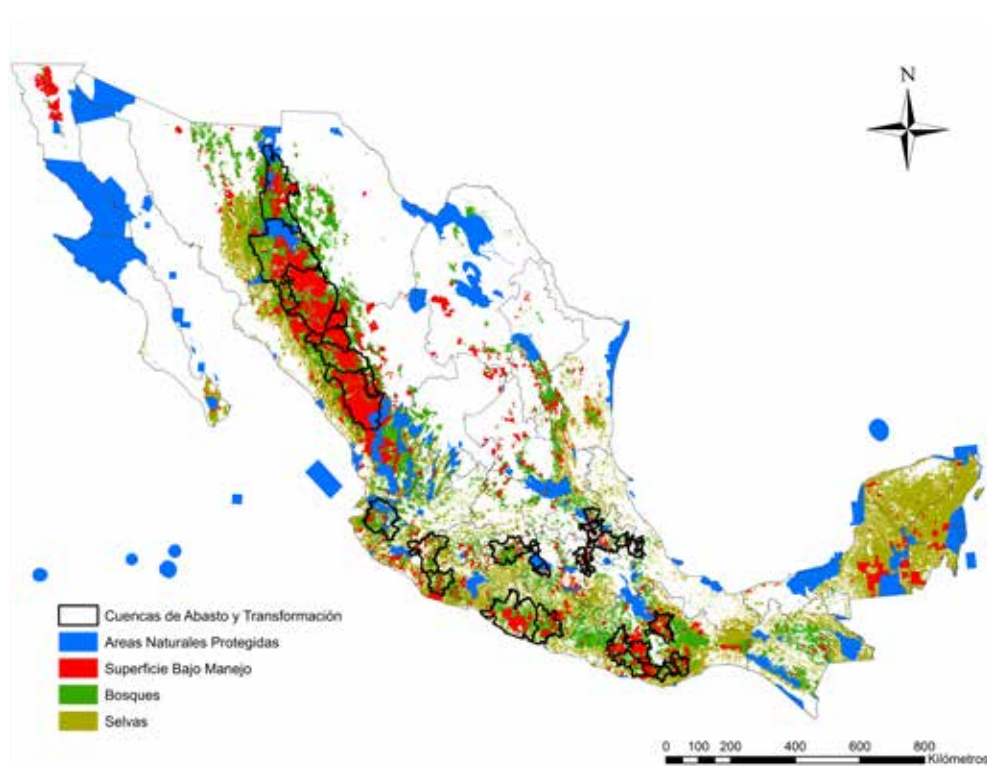 N
Cuencas de Abasto y Transformación
Areas Naturales Protegidas
Superficie Bajo Manejo
Bosques
Selvas
0 100 200 400 600 800
Kilómetros